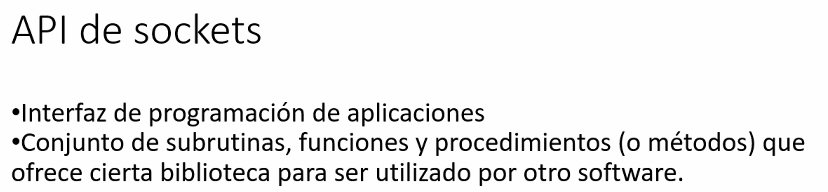 API de sockets
•Interfaz de programación de aplicaciones
•Conjunto de subrutinas, funciones y procedimientos (o métodos) que
ofrece cierta biblioteca para ser utilizado por otro software.